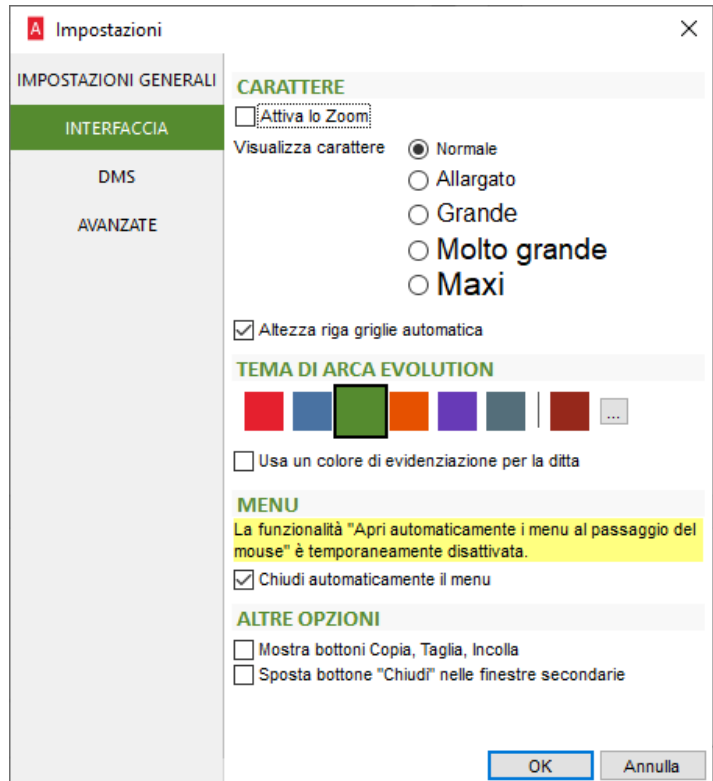 A Impostazioni
IMPOSTAZIONI GENERALI
INTERFACCIA
DMS
AVANZATE
CARATTERE
Attiva lo Zoom
Visualizza carattere
Normale
Allargato
Grande
Molto grande
Maxi
Altezza riga griglie automatica
TEMA DI ARCA EVOLUTION
...
Usa un colore di evidenziazione per la ditta
MENU
La funzionalità "Apri automaticamente i menu al passaggio del
mouse" è temporaneamente disattivata.
Chiudi automaticamente il menu
ALTRE OPZIONI
Mostra bottoni Copia, Taglia, Incolla
Sposta bottone "Chiudi" nelle finestre secondarie
OK
Annulla